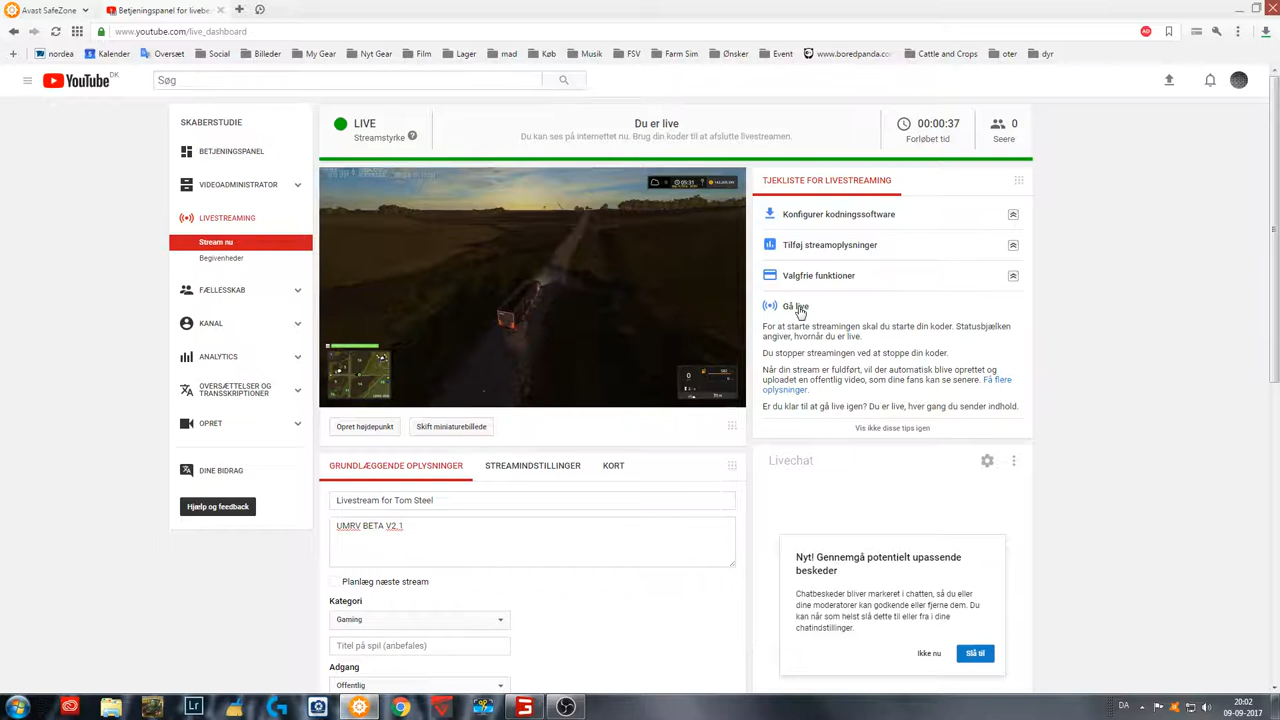 Avast SafeZone
Betjeningspanel for livebe
www.youtube.com/live_dashboard
nordea
Kalender
Oversæt
Social
Billeder
My Gear
Nyt Gear
Film
Lager
mad
Køb
Musik
FSV
Farm Sim
Ønsker
Event
www.boredpanda.com
Cattle and Crops
oter
dyr
YouTube DK
Søg
SKABERSTUDIE
BETJENINGSPANEL
VIDEOADMINISTRATOR
LIVESTREAMING
Stream nu
Begivenheder
FÆLLESSKAB
KANAL
ANALYTICS
OVERSÆTTELSER OG
TRANSSKRIPTIONER
OPRET
DINE BIDRAG
Hjælp og feedback
LIVE
Streamstyrke
Du er live
Du kan ses på internettet nu. Brug din koder til at afslutte livestreamen.
00:00:37
Forløbet tid
0
Seere
Opret højdepunkt
Skift miniaturebillede
GRUNDLÆGGENDE OPLYSNINGER
STREAMINDSTILLINGER
KORT
Livestream for Tom Steel
UMRV BETA V2.1
Planlæg næste stream
Kategori
Gaming
Titel på spil (anbefales)
Adgang
Offentlig
TJEKLISTE FOR LIVESTREAMING
Konfigurer kodningssoftware
Tilføj streamoplysninger
Valgfrie funktioner
Gå live
For at starte streamingen skal du starte din koder. Statusbjælken
angiver, hvornår du er live.
Du stopper streamingen ved at stoppe din koder.
Når din stream er fuldført, vil der automatisk blive oprettet og
uploadet en offentlig video, som dine fans kan se senere. Få flere
oplysninger.
Er du klar til at gå live igen? Du er live, hver gang du sender indhold.
Vis ikke disse tips igen
Livechat
Nyt! Gennemgå potentielt upassende
beskeder
Chatbeskeder bliver markeret i chatten, så du eller
dine moderatorer kan godkende eller fjerne dem. Du
kan når som helst slå dette til eller fra i dine
chatindstillinger.
Ikke nu
Slå til
DA
20:02
09-09-2017